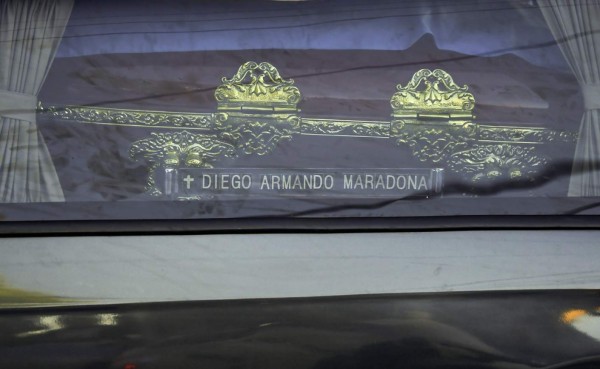 ✝ DIEGO ARMANDO MARADONA